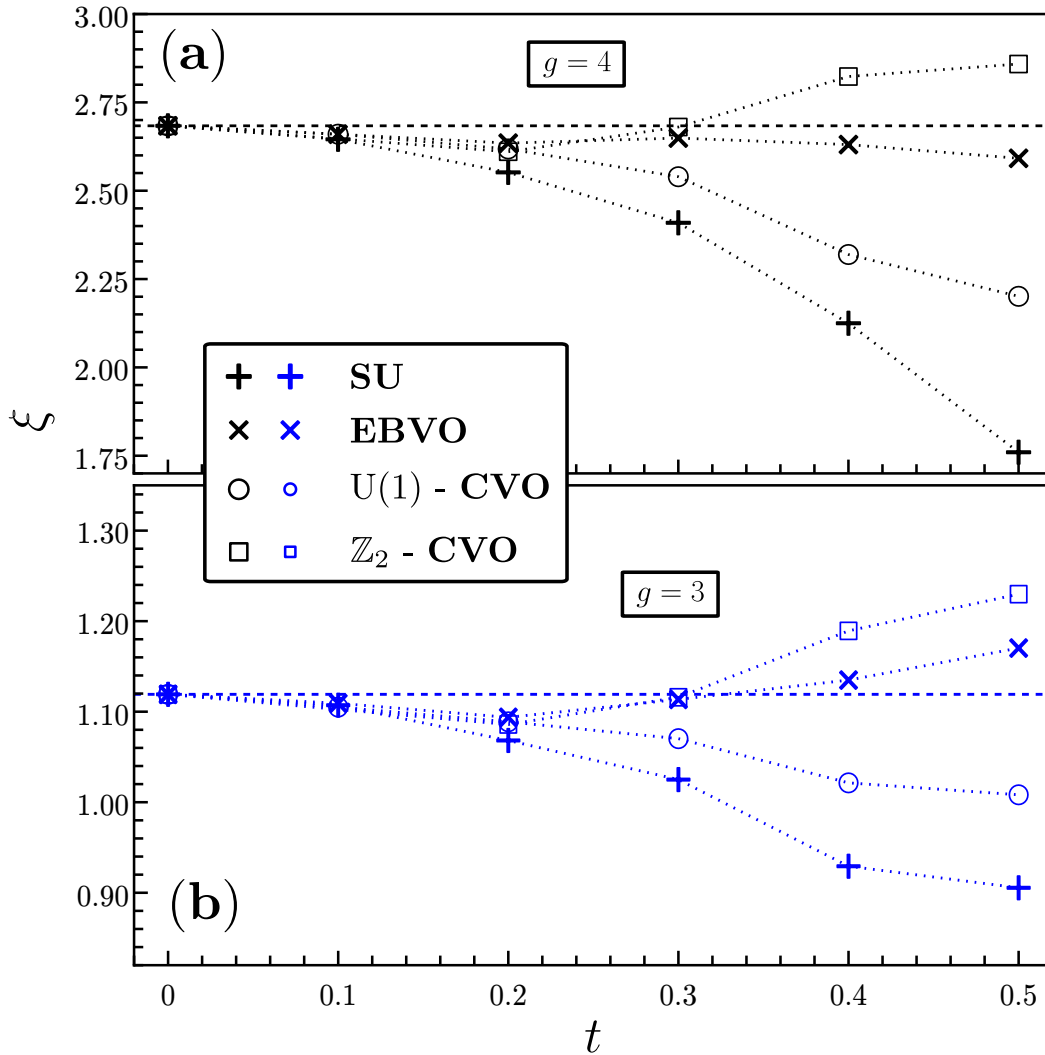 (a)
g = 4
3.00
2.75
2.50
2.25
2.00
1.75
ξ
SU
EBVO
U(1) - CVO
ℤ₂ - CVO
g = 3
1.30
1.20
1.10
1.00
0.90
(b)
0 0.1 0.2 0.3 0.4 0.5
t